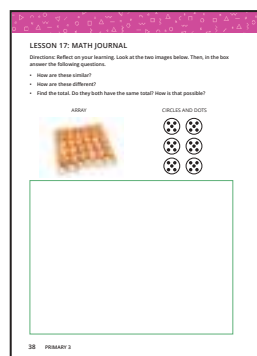 LESSON 17: MATH JOURNAL
Directions: Reflect on your learning. Look at the two images below. Then, in the box
answer the following questions.
• How are these similar?
• How are these different?
• Find the total. Do they both have the same total? How is that possible?
ARRAY
CIRCLES AND DOTS
38 PRIMARY 3